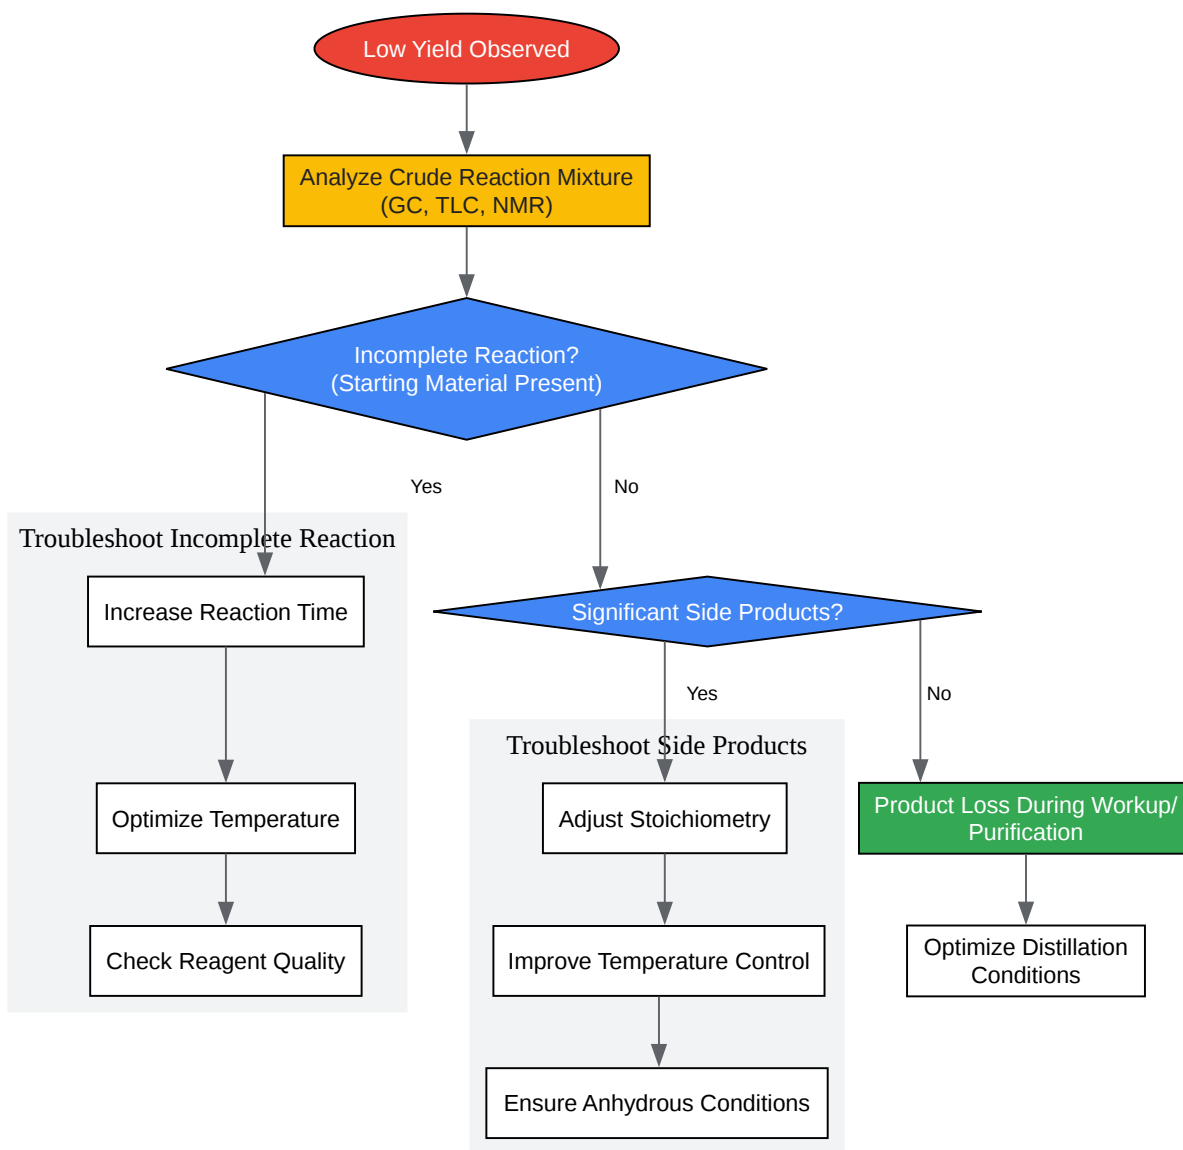 Low Yield Observed
Analyze Crude Reaction Mixture
(GC, TLC, NMR)
Incomplete Reaction?
(Starting Material Present)
Yes
No
Troubleshoot Incomplete Reaction
Increase Reaction Time
Optimize Temperature
Check Reagent Quality
Significant Side Products?
Yes
No
Troubleshoot Side Products
Adjust Stoichiometry
Improve Temperature Control
Ensure Anhydrous Conditions
Product Loss During Workup/
Purification
Optimize Distillation
Conditions